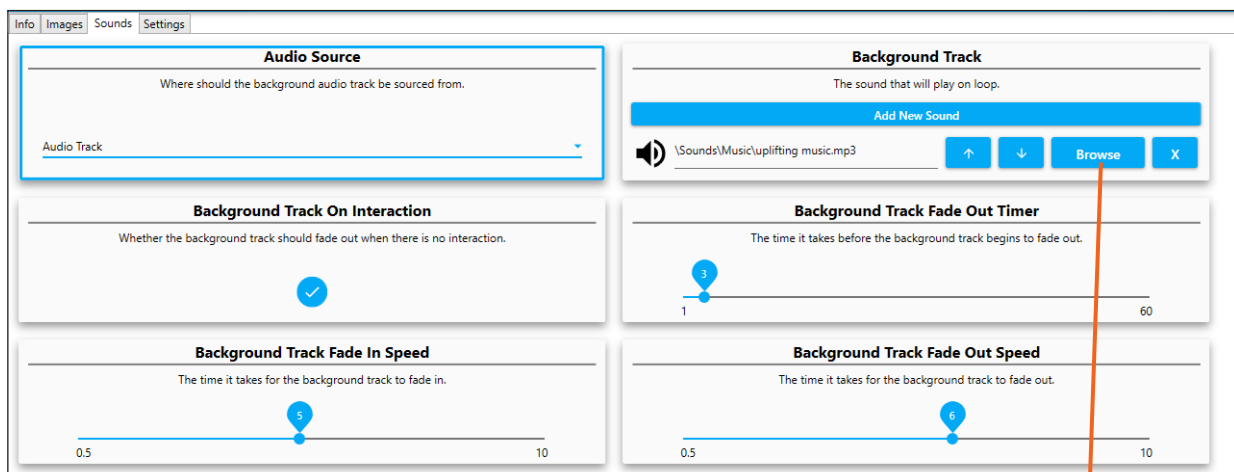 Info Images Sounds Settings
Audio Source
Where should the background audio track be sourced from.
Audio Track
Background Track
The sound that will play on loop.
Add New Sound
\Sounds\Music\uplifting music.mp3 ↑ ↓ Browse X
Background Track On Interaction
Whether the background track should fade out when there is no interaction.
Background Track Fade Out Timer
The time it takes before the background track begins to fade out.
3
1 60
Background Track Fade In Speed
The time it takes for the background track to fade in.
5
0.5 10
Background Track Fade Out Speed
The time it takes for the background track to fade out.
6
0.5 10